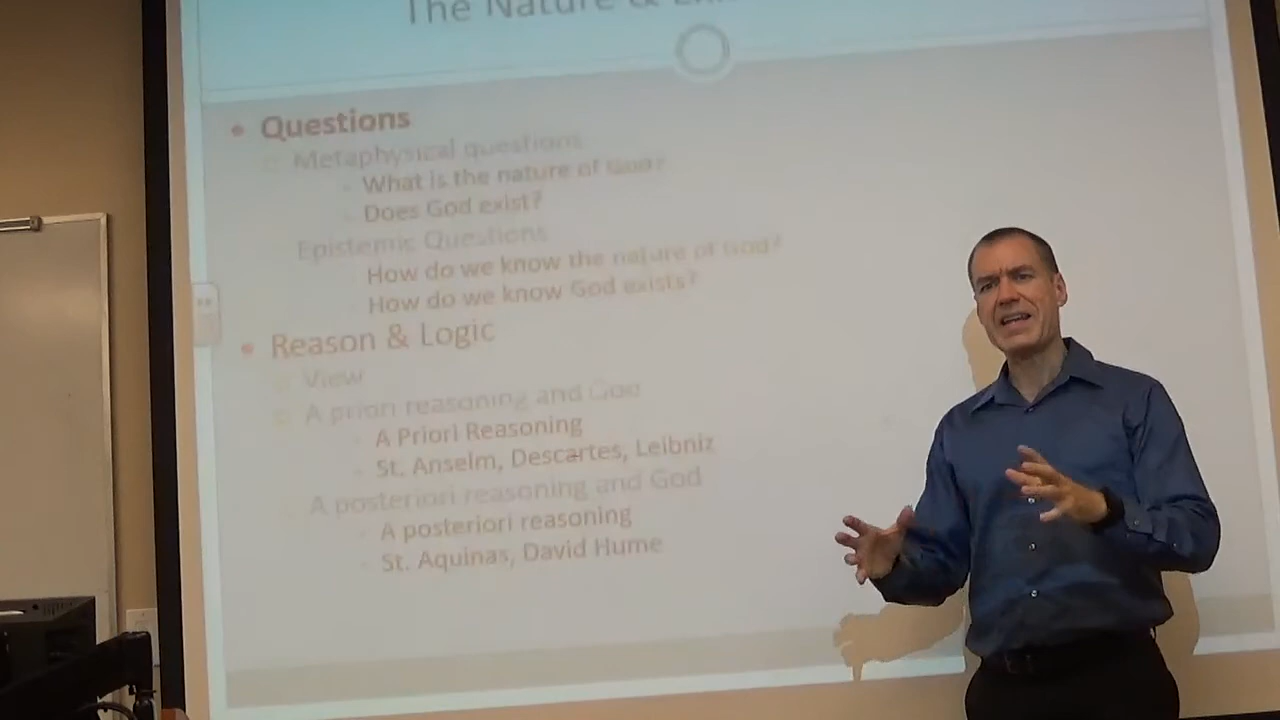 The Nature &
Questions
Metaphysical questions
What is the nature of God?
Does God exist?
Epistemic Questions
How do we know the nature of God?
How do we know God exists?
Reason & Logic
View
A priori reasoning and God
A Priori Reasoning
St. Anselm, Descartes, Leibniz
A posteriori reasoning and God
A posteriori reasoning
St. Aquinas, David Hume